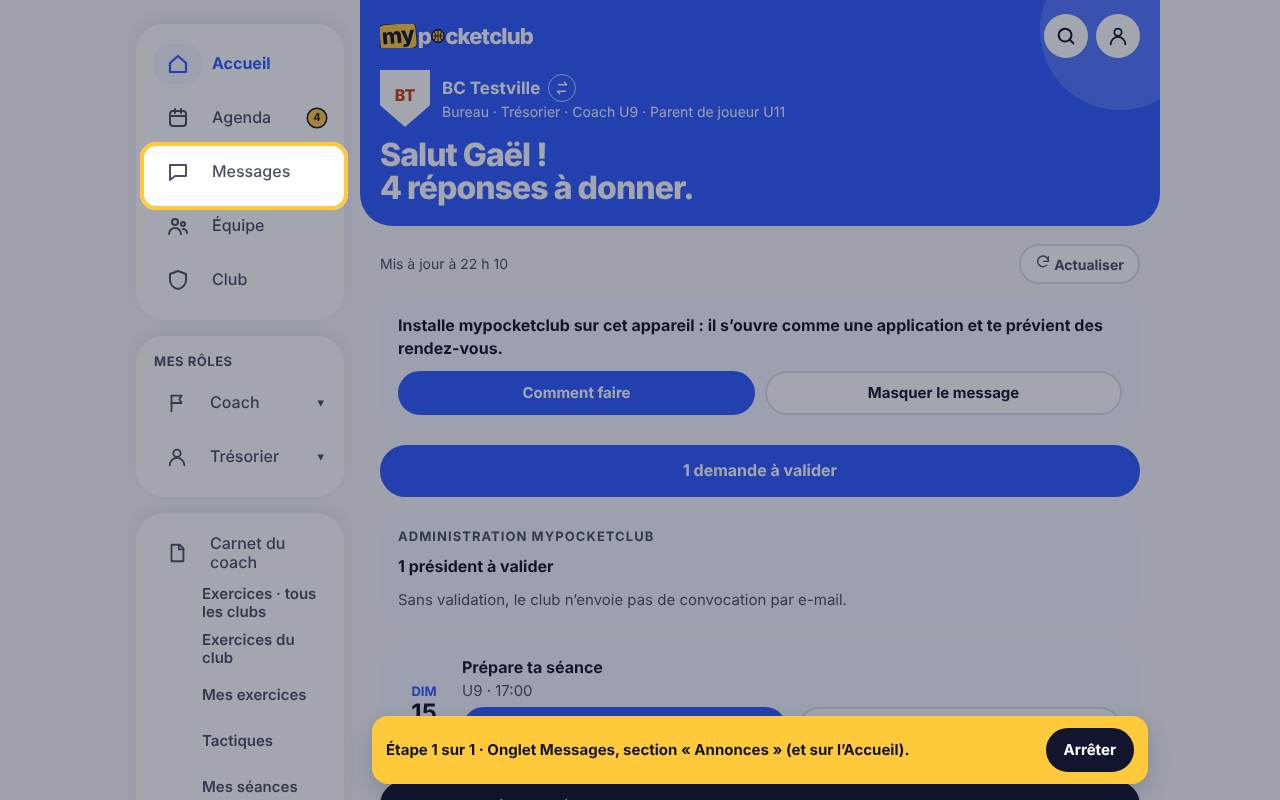 Accueil
Agenda
4
Messages
Équipe
Club
MES RÔLES
Coach
Trésorier
Carnet du
coach
Exercices · tous
les clubs
Exercices du
club
Mes exercices
Tactiques
Mes séances
mypocketclub
BT
BC Testville
Bureau · Trésorier · Coach U9 · Parent de joueur U11
Salut Gaël !
4 réponses à donner.
Mis à jour à 22 h 10
Actualiser
Installe mypocketclub sur cet appareil : il s’ouvre comme une application et te prévient des
rendez-vous.
Comment faire
Masquer le message
1 demande à valider
ADMINISTRATION MYPOCKETCLUB
1 président à valider
Sans validation, le club n’envoie pas de convocation par e-mail.
Prépare ta séance
DIM
U9 · 17:00
15
Étape 1 sur 1 · Onglet Messages, section « Annonces » (et sur l’Accueil).
Arrêter